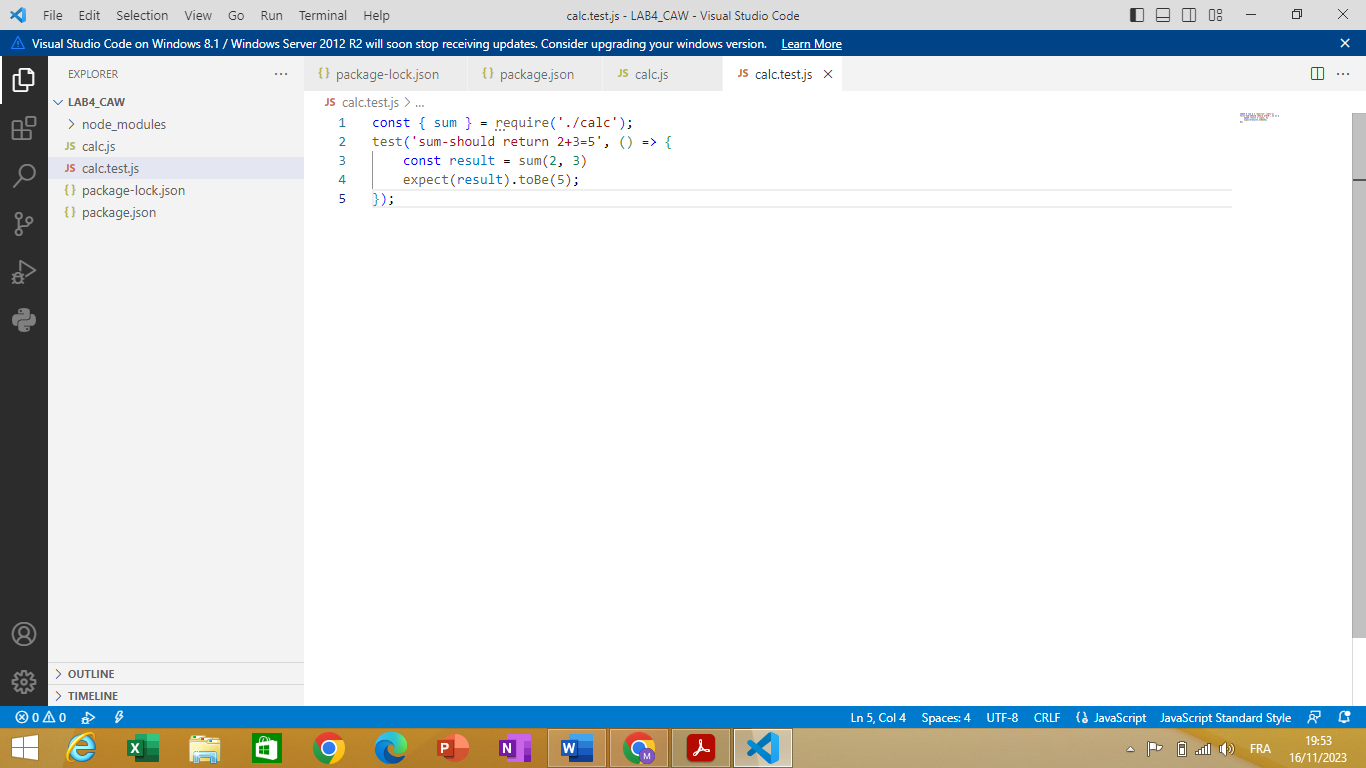 File Edit Selection View Go Run Terminal Help calc.test.js - LAB4_CAW - Visual Studio Code
Visual Studio Code on Windows 8.1 / Windows Server 2012 R2 will soon stop receiving updates. Consider upgrading your windows version. Learn More
EXPLORER
LAB4_CAW
node_modules
JS calc.js
JS calc.test.js
{} package-lock.json
{} package.json
OUTLINE
TIMELINE
{} package-lock.json {} package.json JS calc.js JS calc.test.js
JS calc.test.js > ...
1 const { sum } = require('./calc');
2 test('sum-should return 2+3=5', () => {
3 const result = sum(2, 3)
4 expect(result).toBe(5);
5 });
0 0 Ln 5, Col 4 Spaces: 4 UTF-8 CRLF {} JavaScript JavaScript Standard Style
FRA 19:53
16/11/2023